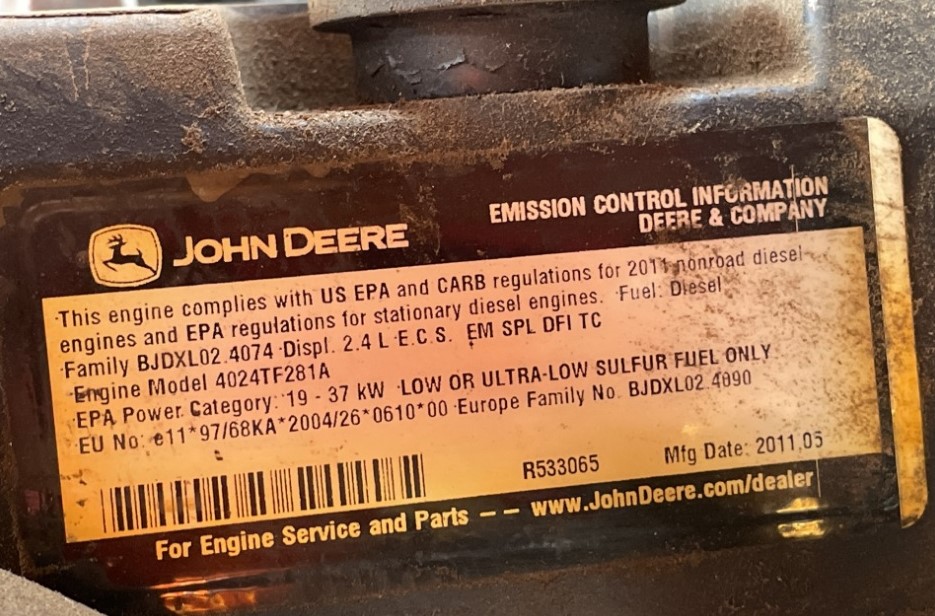 JOHN DEERE
EMISSION CONTROL INFORMATION
DEERE & COMPANY
·This engine complies with US EPA and CARB regulations for 2011 nonroad diesel
engines and EPA regulations for stationary diesel engines. ·Fuel: Diesel
·Family BJDXL02.4074 ·Displ. 2.4 L ·E.C.S. EM SPL DFI TC
·Engine Model 4024TF281A
·EPA Power Category: 19 - 37 kW ·LOW OR ULTRA-LOW SULFUR FUEL ONLY
·EU No: e11*97/68KA*2004/26*0610*00 ·Europe Family No. BJDXL02.4090
R533065
Mfg Date: 2011,05
For Engine Service and Parts – – www.JohnDeere.com/dealer